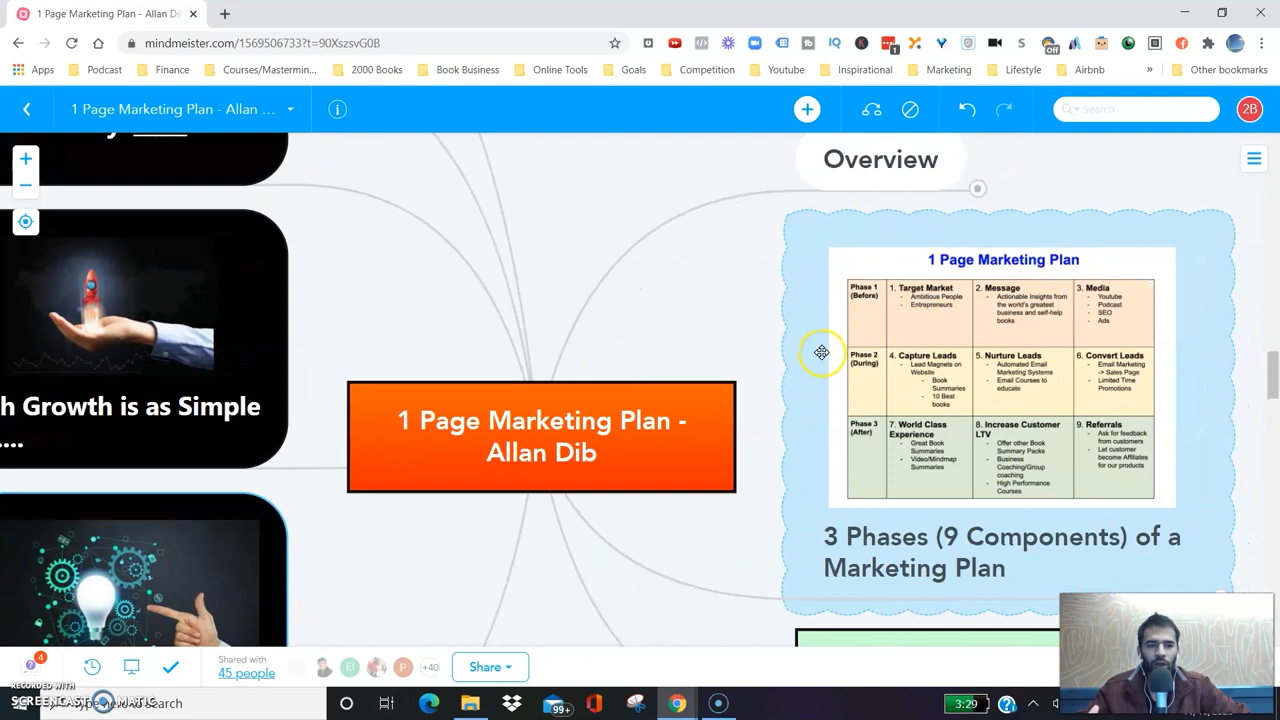 1 Page Marketing Plan - Allan Di
mindmeister.com/1569506733?t=90XszsvG0B
Apps
Podcast
Finance
Courses/Mastermin...
2000 Books
Book Business
Online Tools
Goals
Competition
Youtube
Inspirational
Marketing
Lifestyle
Airbnb
»
Other bookmarks
1 Page Marketing Plan - Allan ...
Search
2B
Overview
1 Page Marketing Plan
Phase 1
(Before)
1. Target Market
- Ambitious People
- Entrepreneurs
2. Message
- Actionable Insights from
the world's greatest
business and self-help
books
3. Media
- Youtube
- Podcast
- SEO
- Ads
Phase 2
(During)
4. Capture Leads
- Lead Magnets on
Website
- Book
Summaries
- 10 Best
books
5. Nurture Leads
- Automated Email
Marketing Systems
- Email Courses to
educate
6. Convert Leads
- Email Marketing
-> Sales Page
- Limited Time
Promotions
Phase 3
(After)
7. World Class
Experience
- Great Book
Summaries
- Video/Mindmap
Summaries
8. Increase Customer
LTV
- Offer other Book
Summary Packs
- Business
Coaching/Group
coaching
- High Performance
Courses
9. Referrals
- Ask for feedback
from customers
- Let customer
become Affiliates
for our products
3 Phases (9 Components) of a
Marketing Plan
1 Page Marketing Plan -
Allan Dib
h Growth is as Simple
....
4
Shared with
45 people
E
P
+40
Share
RECORDED WITH
SCREENCAST MATIC
Type here to search
99+
3:29